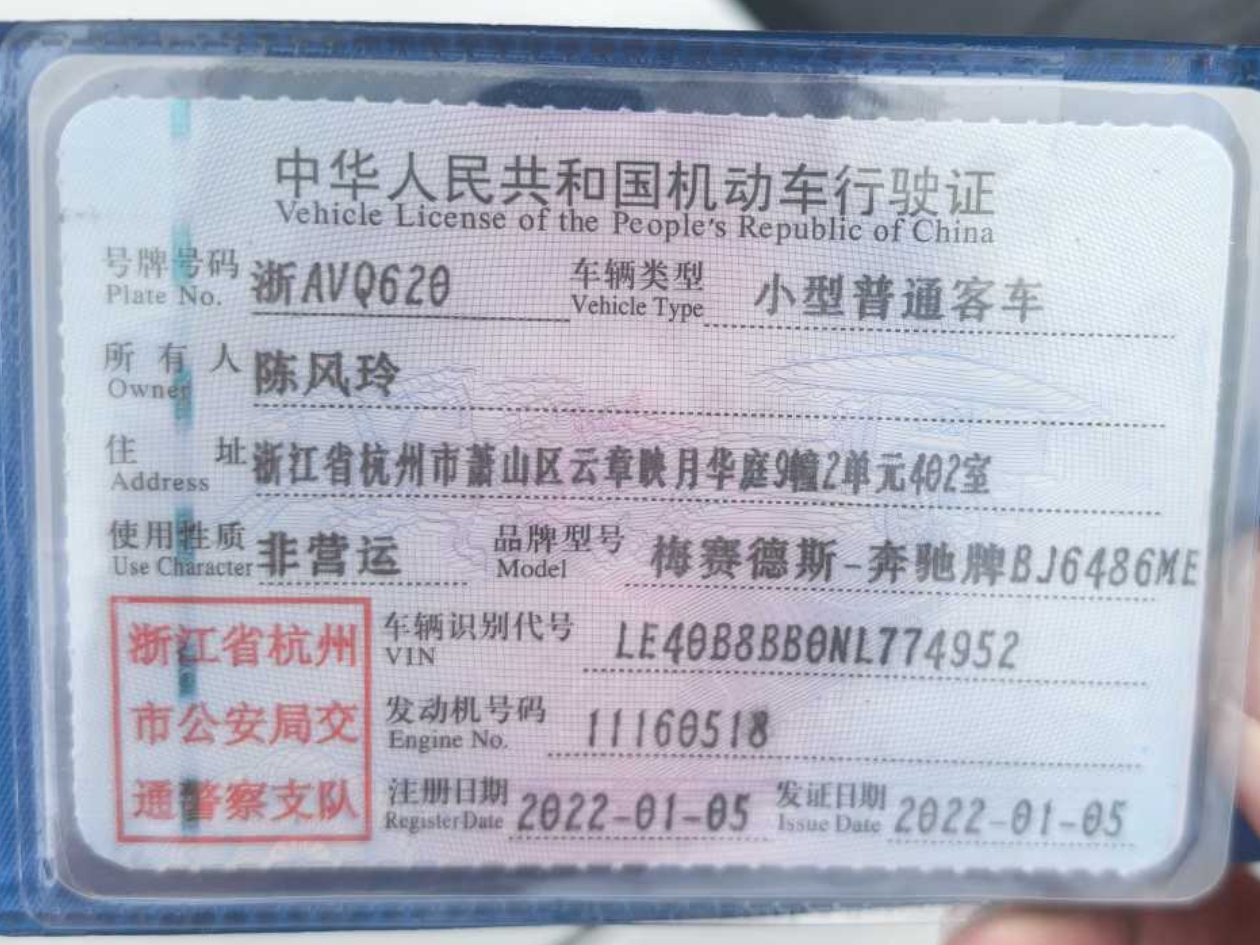 中华人民共和国机动车行驶证
Vehicle License of the People's Republic of China
号牌号码 浙AVQ620 车辆类型 小型普通客车
Plate No. Vehicle Type
所有人 陈风玲
Owner
住址 浙江省杭州市萧山区云章映月华庭9幢2单元402室
Address
使用性质 非营运 品牌型号 梅赛德斯-奔驰牌BJ6486ME
Use Character Model
浙江省杭州
市公安局交
通警察支队
车辆识别代号 LE40B8BB0NL774952
VIN
发动机号码 11160518
Engine No.
注册日期 2022-01-05 发证日期 2022-01-05
Register Date Issue Date